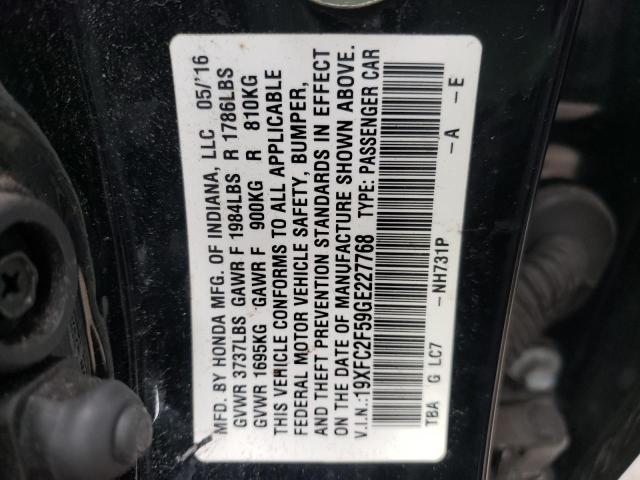 MFD. BY HONDA MFG. OF INDIANA, LLC 05/'16
GVWR 3737LBS GAWR F 1984LBS R 1786LBS
GVWR 1695KG GAWR F 900KG R 810KG
THIS VEHICLE CONFORMS TO ALL APPLICABLE
FEDERAL MOTOR VEHICLE SAFETY, BUMPER,
AND THEFT PREVENTION STANDARDS IN EFFECT
ON THE DATE OF MANUFACTURE SHOWN ABOVE.
V.I.N.:19XFC2F59GE227768 TYPE: PASSENGER CAR
TBA G LC7 –NH731P –A –E